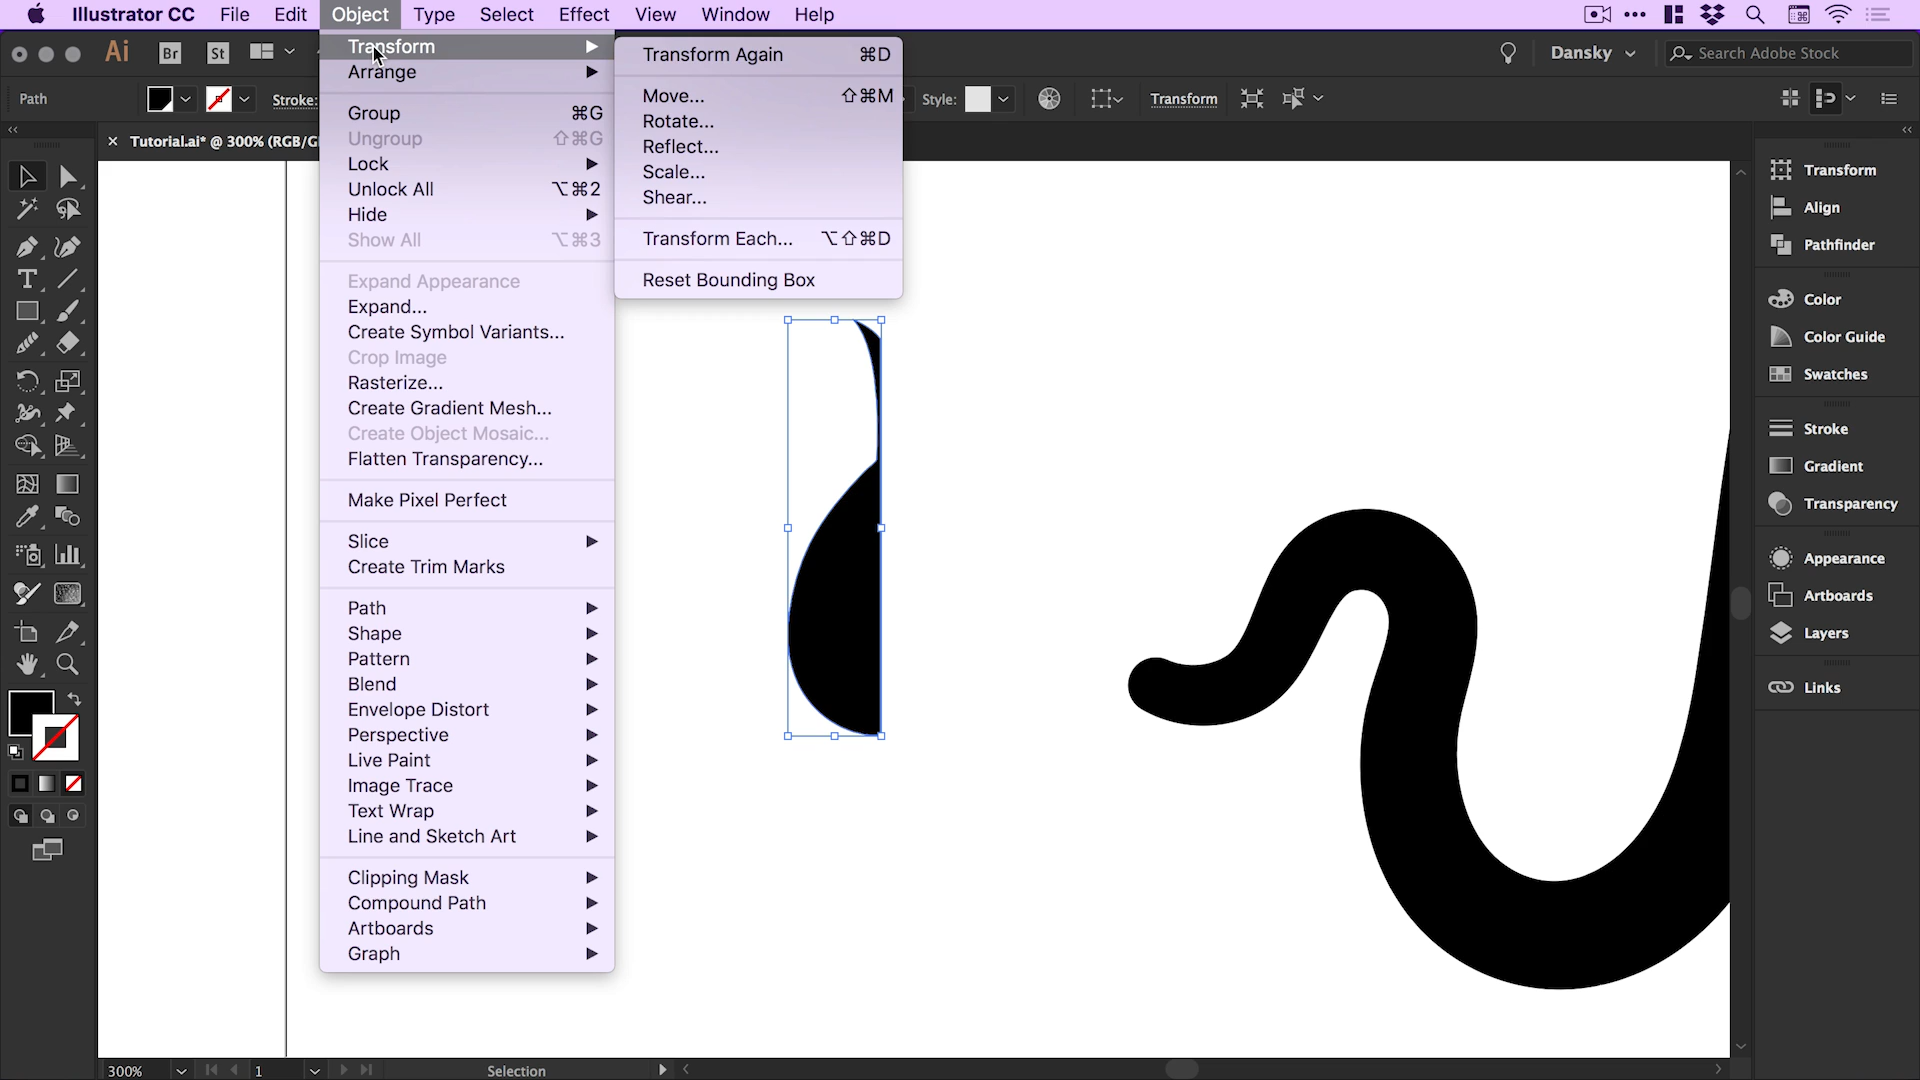 Illustrator CC File Edit Object Type Select Effect View Window Help
Ai Br St Dansky Search Adobe Stock
Path Stroke: Style: Transform
× Tutorial.ai* @ 300% (RGB/G
Transform
Arrange
Group ⌘G
Ungroup ⇧⌘G
Lock
Unlock All ⌥⌘2
Hide
Show All ⌥⌘3
Expand Appearance
Expand...
Create Symbol Variants...
Crop Image
Rasterize...
Create Gradient Mesh...
Create Object Mosaic...
Flatten Transparency...
Make Pixel Perfect
Slice
Create Trim Marks
Path
Shape
Pattern
Blend
Envelope Distort
Perspective
Live Paint
Image Trace
Text Wrap
Line and Sketch Art
Clipping Mask
Compound Path
Artboards
Graph
Transform Again ⌘D
Move... ⇧⌘M
Rotate...
Reflect...
Scale...
Shear...
Transform Each... ⌥⇧⌘D
Reset Bounding Box
Transform
Align
Pathfinder
Color
Color Guide
Swatches
Stroke
Gradient
Transparency
Appearance
Artboards
Layers
Links
300% 1 Selection